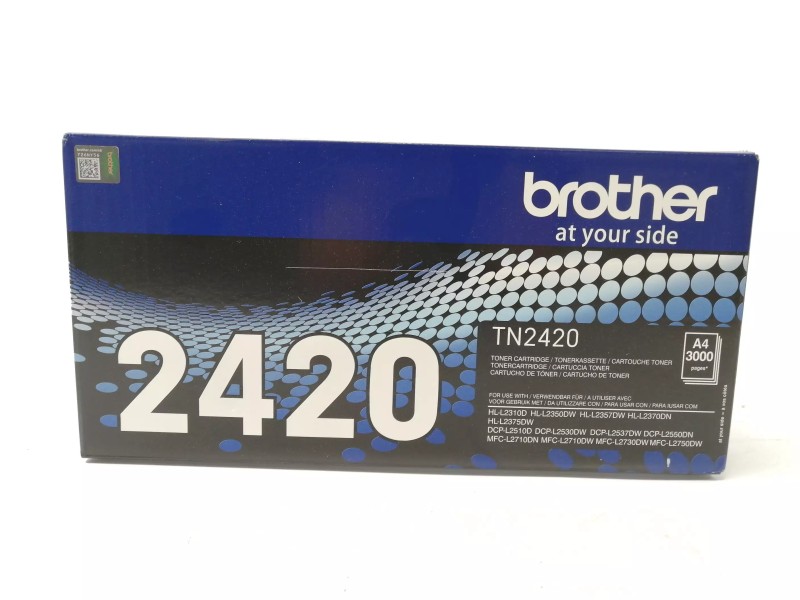 brother
brother
at your side
2420
TN2420
TONER CARTRIDGE / TONERKASSETTE / CARTOUCHE TONER
TONERCARTRIDGE / CARTUCCIA TONER
CARTUCHO DE TÓNER / CARTUCHO DE TONER
A4
3000
pages*
FOR USE WITH / VERWENDBAR FÜR / A UTILISER AVEC
VOOR GEBRUIK MET / DA UTILIZZARE CON / PARA USAR CON / PARA IUSAR COM
HL-L2310D HL-L2350DW HL-L2357DW HL-L2370DN
HL-L2375DW
DCP-L2510D DCP-L2530DW DCP-L2537DW DCP-L2550DN
MFC-L2710DN MFC-L2710DW MFC-L2730DW MFC-L2750DW